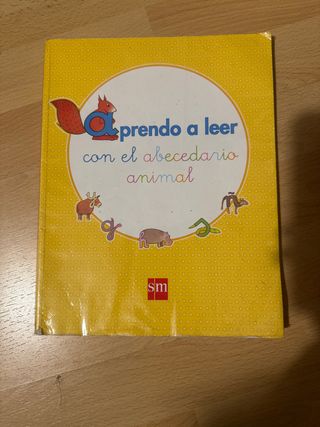 aprendo a leer
con el abecedario
animal
sm